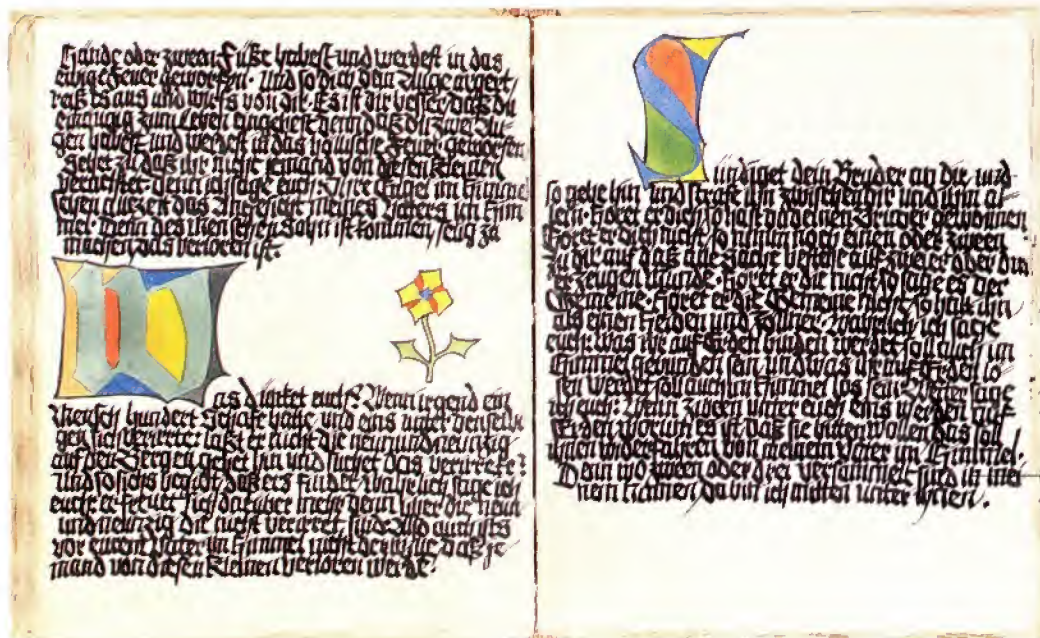 Hände oder zween Füße habest und werdest in das
ewige Feuer geworfen. Und so dich dein Auge ärgert,
reiß es aus und wirfs von dir. Es ist dir besser, daß du
einäugig zum Leben eingehest, denn daß du zwei Au-
gen habest und werdest in das höllische Feuer geworfen.
Sehet zu, daß ihr nicht jemand von diesen Kleinen
verachtet. Denn ich sage euch: Ihre Engel im Himmel
sehen allezeit das Angesicht meines Vaters im Him-
mel. Denn des Menschen Sohn ist kommen, selig zu
machen, das verloren ist.
Was dünket euch? Wenn irgend ein
Mensch hundert Schafe hätte und eins unter denselbi-
gen sich verirrete: läßt er nicht die neunundneunzig
auf den Bergen, gehet hin und suchet das verirrete?
Und so sichs begibt, daß ers findet, wahrlich, ich sage
euch, er freuet sich darüber mehr denn über die neun-
undneunzig, die nicht verirret sind. Also auch ists
vor eurem Vater im Himmel nicht der Wille, daß je-
mand von diesen Kleinen verloren werde.
Sündiget dein Bruder an dir, und
so gehe hin und strafe ihn zwischen dir und ihm al-
lein. Höret er dich, so hast du deinen Bruder gewonnen.
Höret er dich nicht, so nimm noch einen oder zween
zu dir, auf daß alle Sache bestehe auf zweier oder drei-
er Zeugen Munde. Höret er die nicht, so sage es der
Gemeine. Höret er die Gemeine nicht, so halt ihn
als einen Heiden und Zöllner. Wahrlich, ich sage
euch: was ihr auf Erden binden werdet, soll auch im
Himmel gebunden sein, und was ihr auf Erden lö-
sen werdet, soll auch im Himmel los sein. Weiter sage
ich euch: Wenn zween unter euch eins werden auf
Erden, worum es ist, daß sie bitten wollen, das soll
ihnen widerfahren von meinem Vater im Himmel.
Denn wo zween oder drei versammelt sind in mei-
nem Namen, da bin ich mitten unter ihnen.